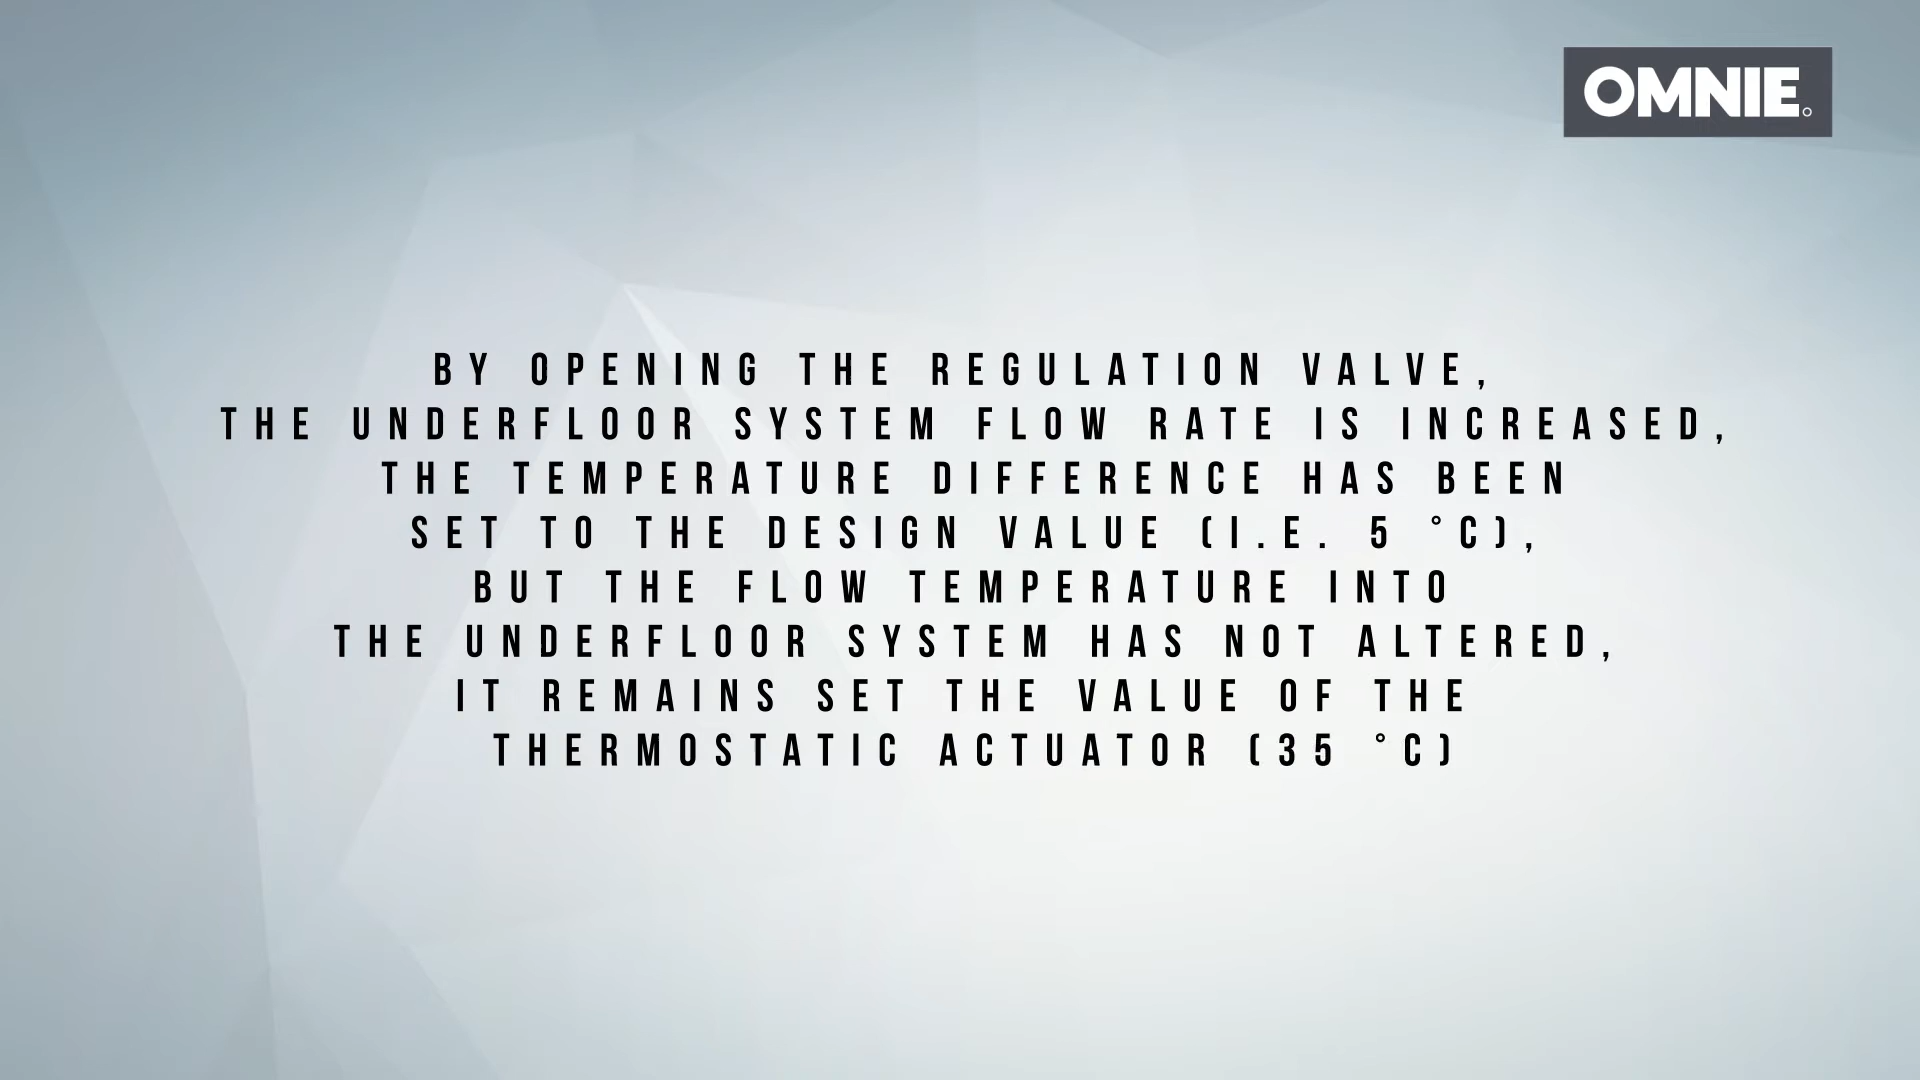 OMNIE
BY OPENING THE REGULATION VALVE,
THE UNDERFLOOR SYSTEM FLOW RATE IS INCREASED,
THE TEMPERATURE DIFFERENCE HAS BEEN
SET TO THE DESIGN VALUE (I.E. 5 °C),
BUT THE FLOW TEMPERATURE INTO
THE UNDERFLOOR SYSTEM HAS NOT ALTERED,
IT REMAINS SET THE VALUE OF THE
THERMOSTATIC ACTUATOR (35 °C)